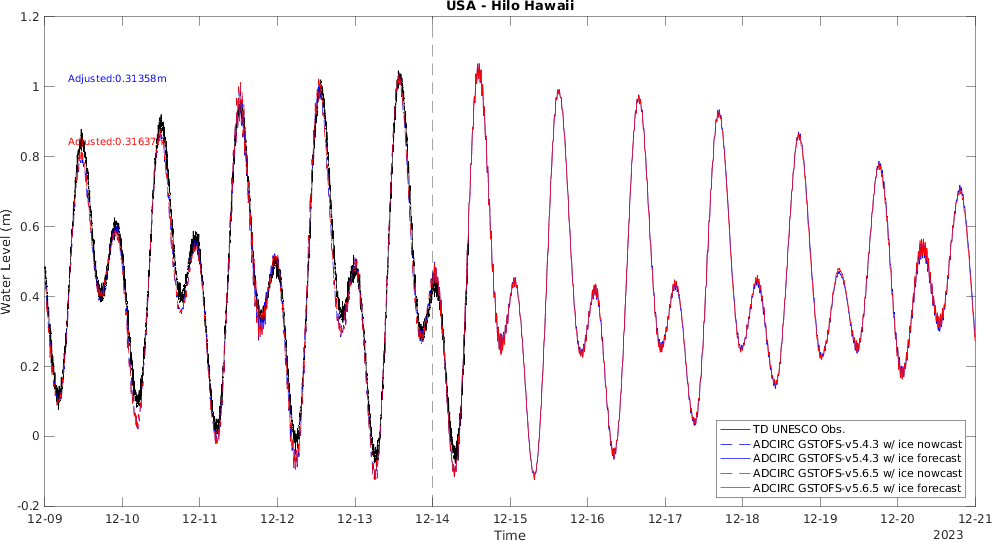 USA - Hilo Hawaii
1.2
1
0.8
0.6
0.4
0.2
0
-0.2
Water Level (m)
Adjusted:0.31358m
Adjusted:0.31637m
TD UNESCO Obs.
ADCIRC GSTOFS-v5.4.3 w/ ice nowcast
ADCIRC GSTOFS-v5.4.3 w/ ice forecast
ADCIRC GSTOFS-v5.6.5 w/ ice nowcast
ADCIRC GSTOFS-v5.6.5 w/ ice forecast
12-09 12-10 12-11 12-12 12-13 12-14 12-15 12-16 12-17 12-18 12-19 12-20 12-21
Time
2023